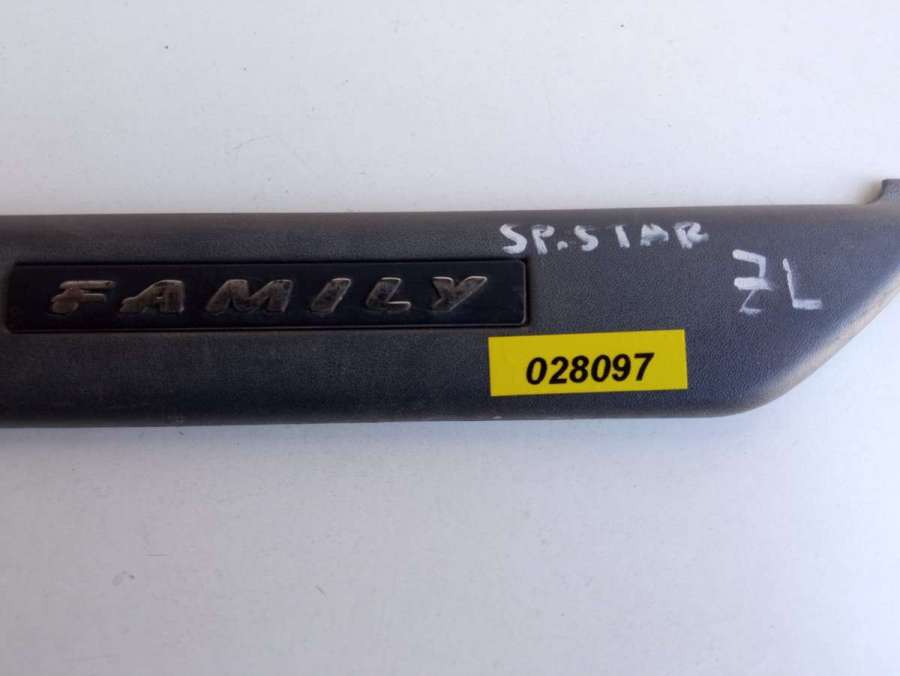 SP.STAR
ZL
FAMILY
028097